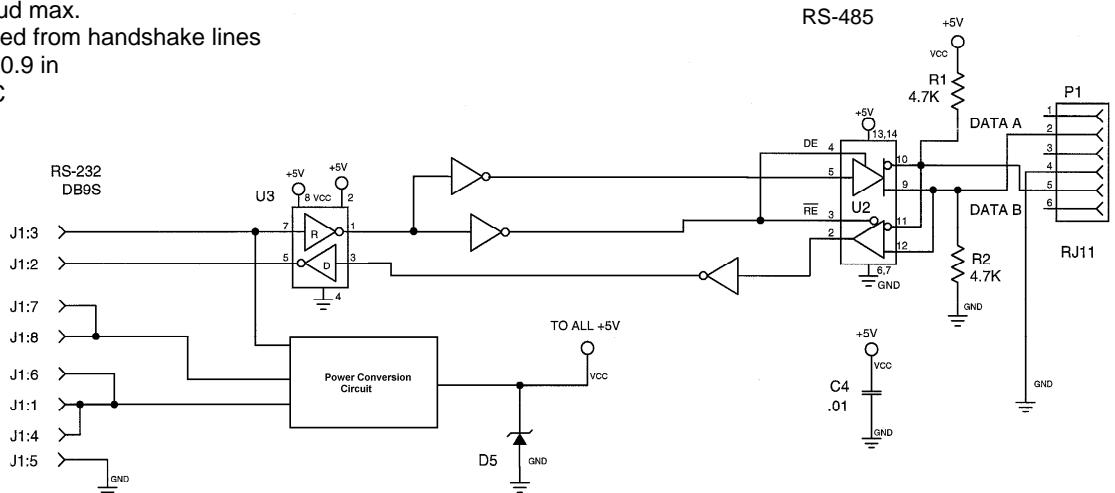 ud max.
ed from handshake lines
0.9 in
C
RS-485
+5V
VCC
R1
4.7K
P1
1
2
3
4
5
6
RJ11
DATA A
DATA B
+5V
13,14
DE
4
5
10
9
U2
RE
3
2
11
12
6,7
GND
R2
4.7K
GND
GND
RS-232
DB9S
U3
+5V
8 VCC
+5V
2
7
R
1
5
D
3
4
J1:3
J1:2
J1:7
J1:8
J1:6
J1:1
J1:4
J1:5
GND
Power Conversion
Circuit
TO ALL +5V
VCC
D5
GND
+5V
VCC
C4
.01
GND